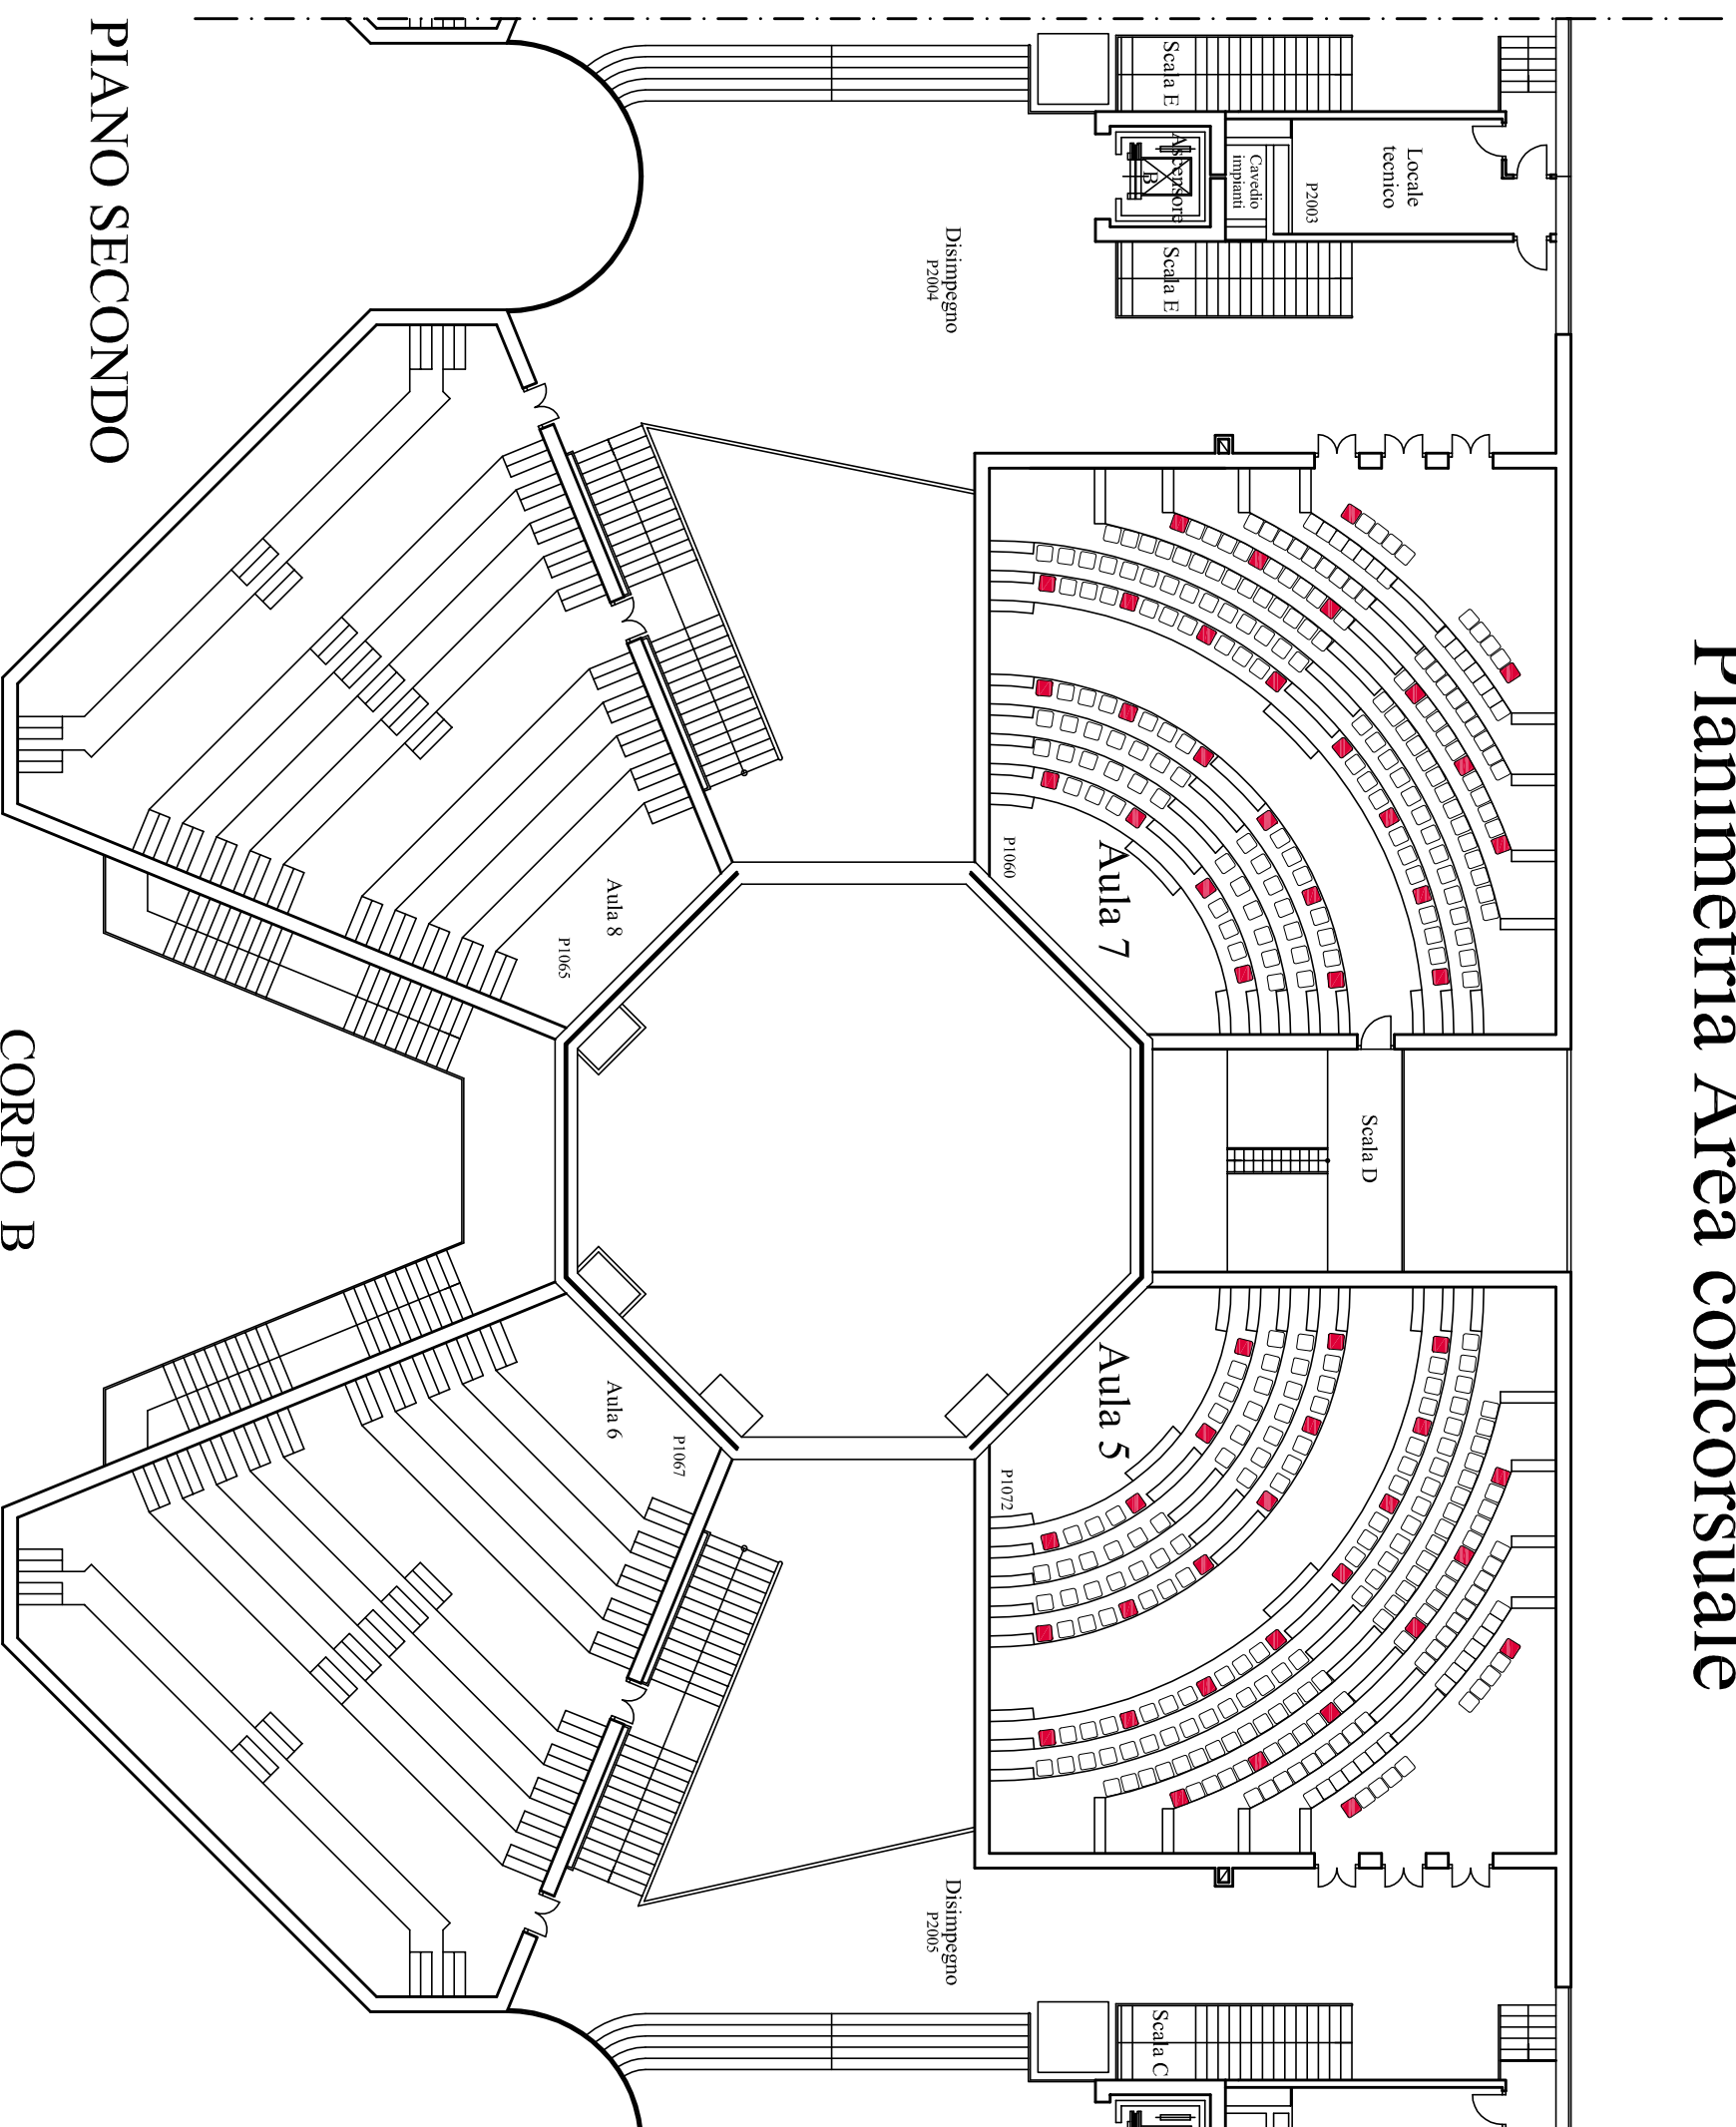 Planimetria Area concorsuale
Scala E
Locale
tecnico
P2003
Cavedio
impianti
Ascensore
B
Scala E
Disimpegno
P2004
PIANO SECONDO
Aula 7
P1060
Aula 8
P1065
Scala D
CORPO B
Aula 5
P1072
Aula 6
P1067
Disimpegno
P2005
Scala C